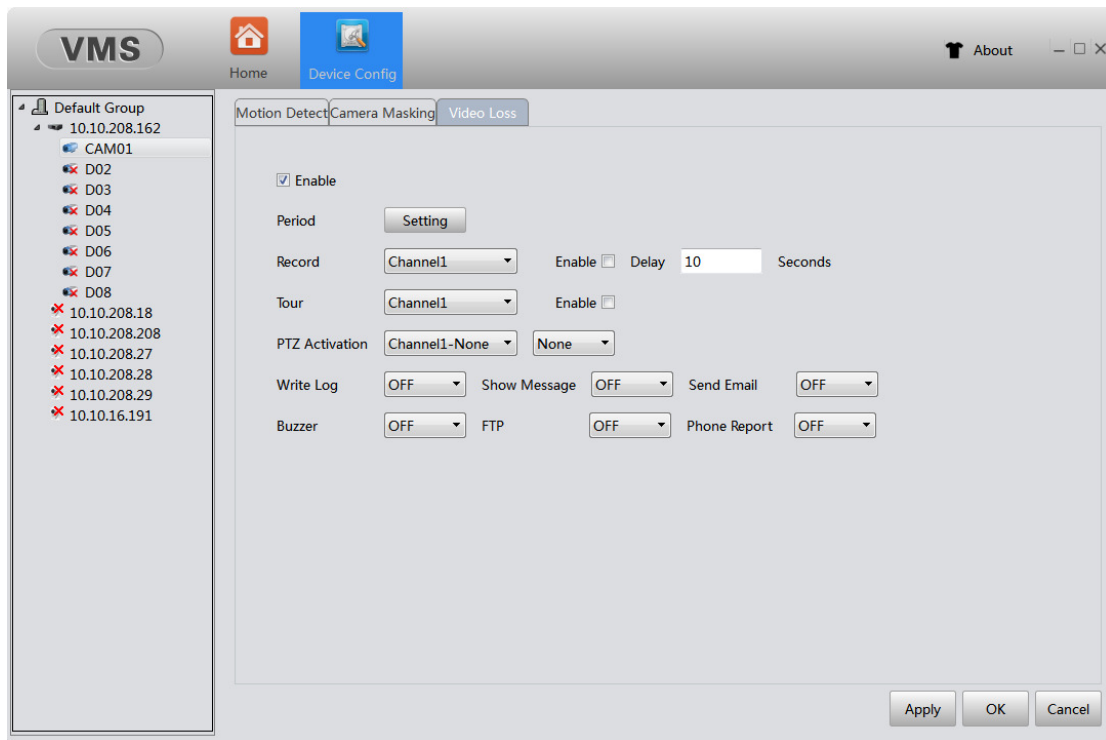 VMS
Home
Device Config
About
Default Group
10.10.208.162
CAM01
D02
D03
D04
D05
D06
D07
D08
10.10.208.18
10.10.208.208
10.10.208.27
10.10.208.28
10.10.208.29
10.10.16.191
Motion Detect Camera Masking Video Loss
Enable
Period Setting
Record Channel1 Enable Delay 10 Seconds
Tour Channel1 Enable
PTZ Activation Channel1-None None
Write Log OFF Show Message OFF Send Email OFF
Buzzer OFF FTP OFF Phone Report OFF
Apply OK Cancel